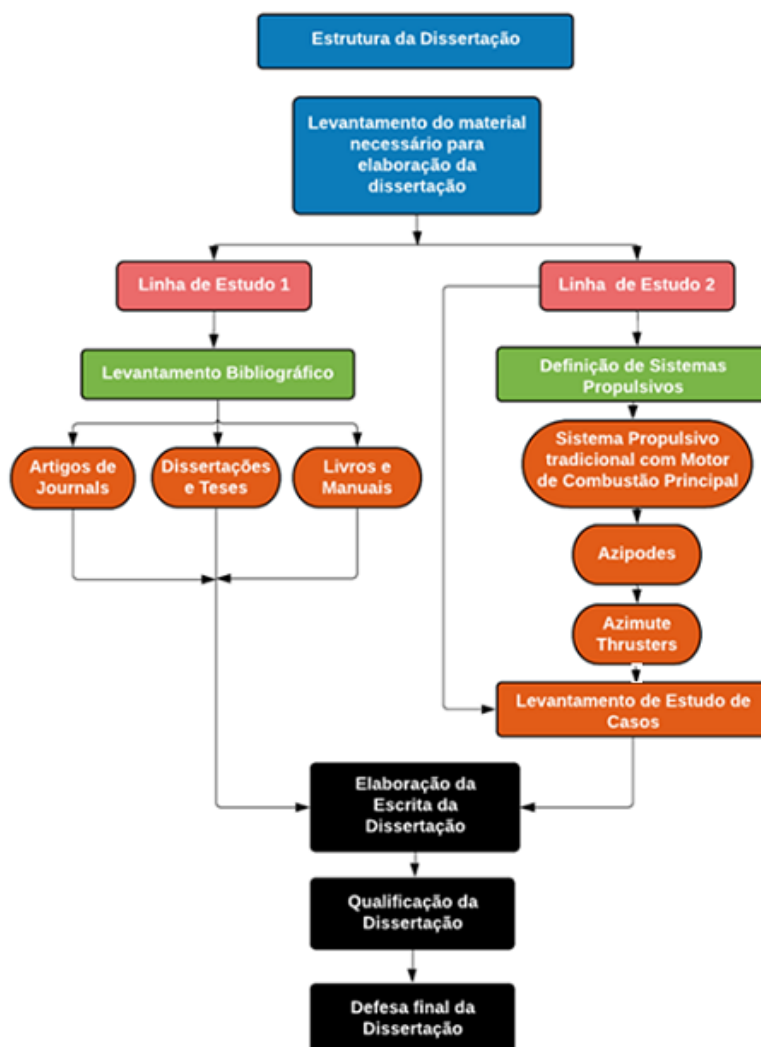 Estrutura da Dissertação
Levantamento do material
necessário para
elaboração da
dissertação
Linha de Estudo 1
Linha de Estudo 2
Levantamento Bibliográfico
Definição de Sistemas
Propulsivos
Artigos de
Journals
Dissertações
e Teses
Livros e
Manuais
Sistema Propulsivo
tradicional com Motor
de Combustão Principal
Azipodes
Azimute
Thrusters
Levantamento de Estudo de
Casos
Elaboração da
Escrita da
Dissertação
Qualificação da
Dissertação
Defesa final da
Dissertação